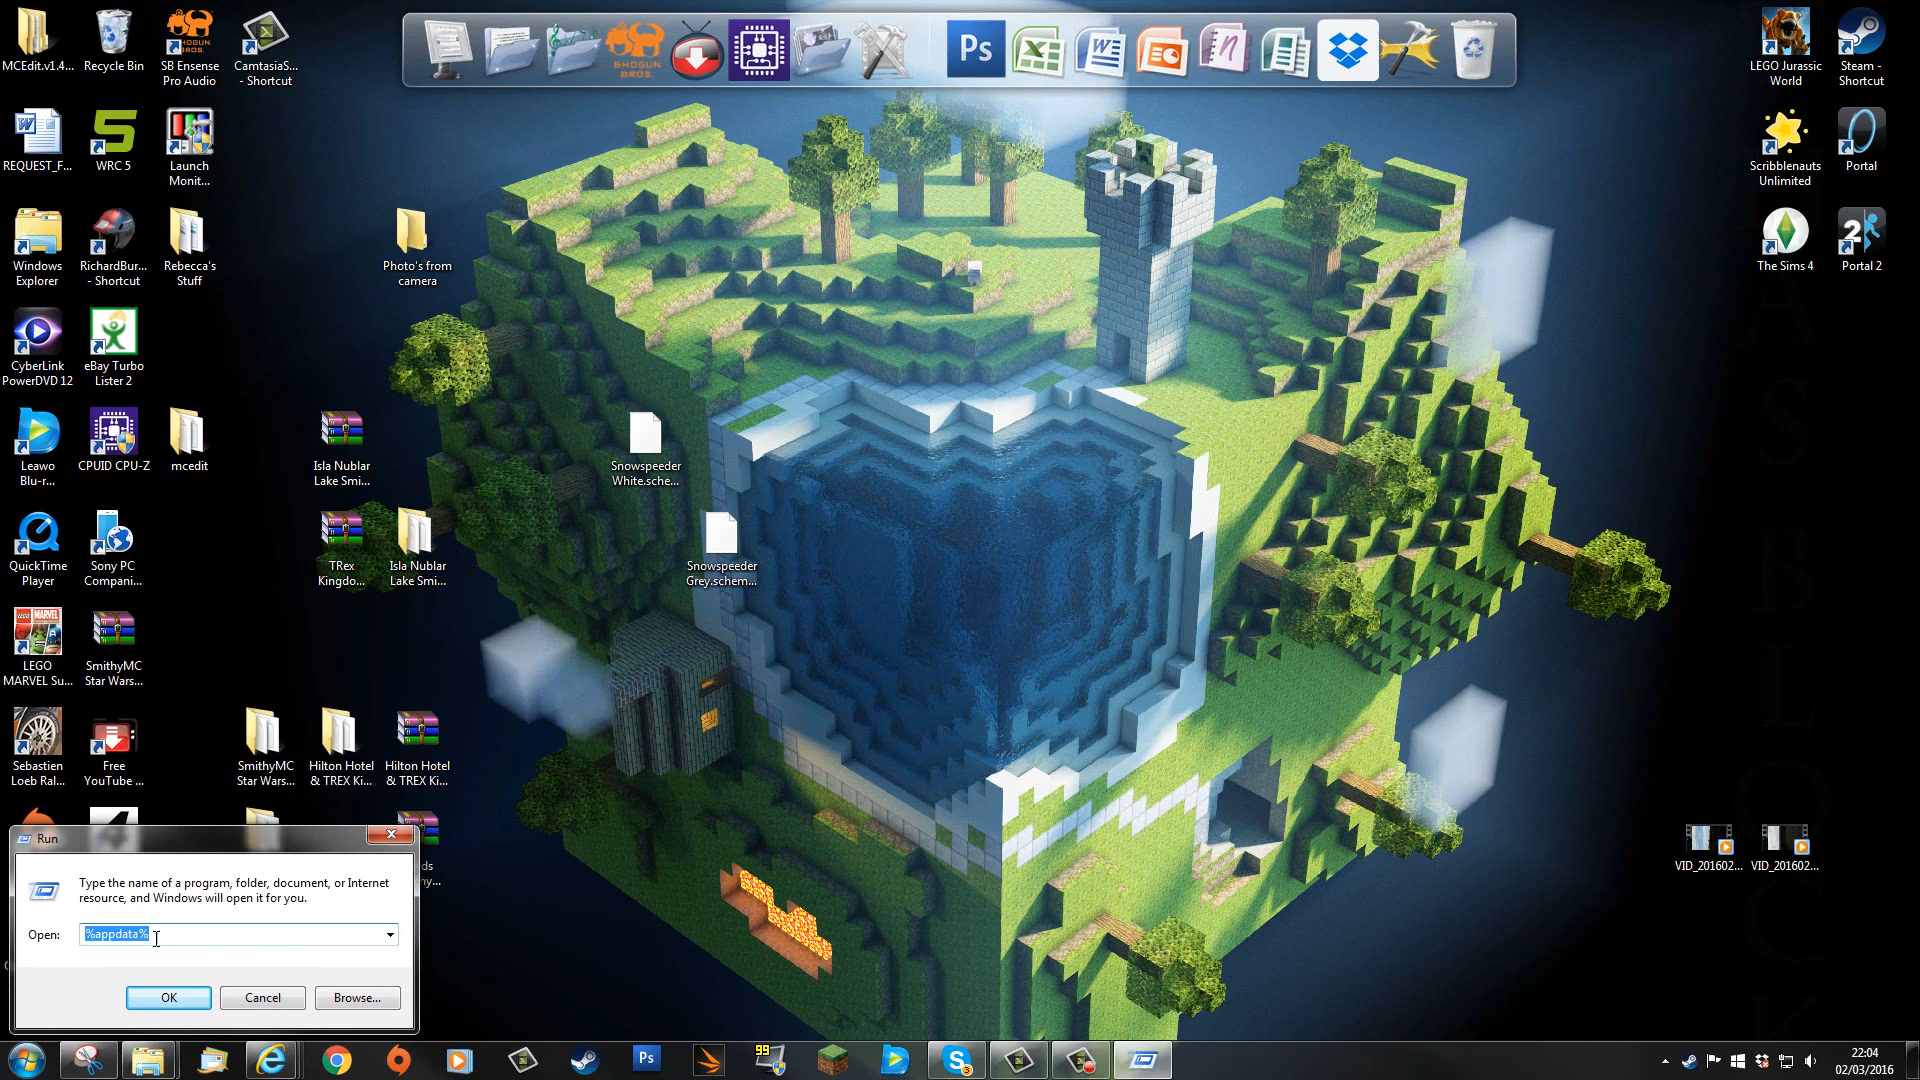 MCEdit.v1.4...
Recycle Bin
SB Ensense
Pro Audio
CamtasiaS...
- Shortcut
SHOGUN
BROS.
Ps
LEGO Jurassic
World
Steam -
Shortcut
REQUEST_F...
WRC 5
Launch
Monit...
Scribblenauts
Unlimited
Portal
Windows
Explorer
RichardBur...
- Shortcut
Rebecca's
Stuff
Photo's from
camera
The Sims 4
Portal 2
CyberLink
PowerDVD 12
eBay Turbo
Lister 2
Leawo
Blu-r...
CPUID CPU-Z
mcedit
Isla Nublar
Lake Smi...
Snowspeeder
White.sche...
QuickTime
Player
Sony PC
Compani...
TRex
Kingdo...
Isla Nublar
Lake Smi...
Snowspeeder
Grey.schem...
LEGO
MARVEL Su...
SmithyMC
Star Wars...
Sebastien
Loeb Ral...
Free
YouTube ...
SmithyMC
Star Wars...
Hilton Hotel
& TREX Ki...
Hilton Hotel
& TREX Ki...
VID_201602...
VID_201602...
Run
Type the name of a program, folder, document, or Internet
resource, and Windows will open it for you.
Open:
%appdata%
OK
Cancel
Browse...
99
Ps
3
22:04
02/03/2016